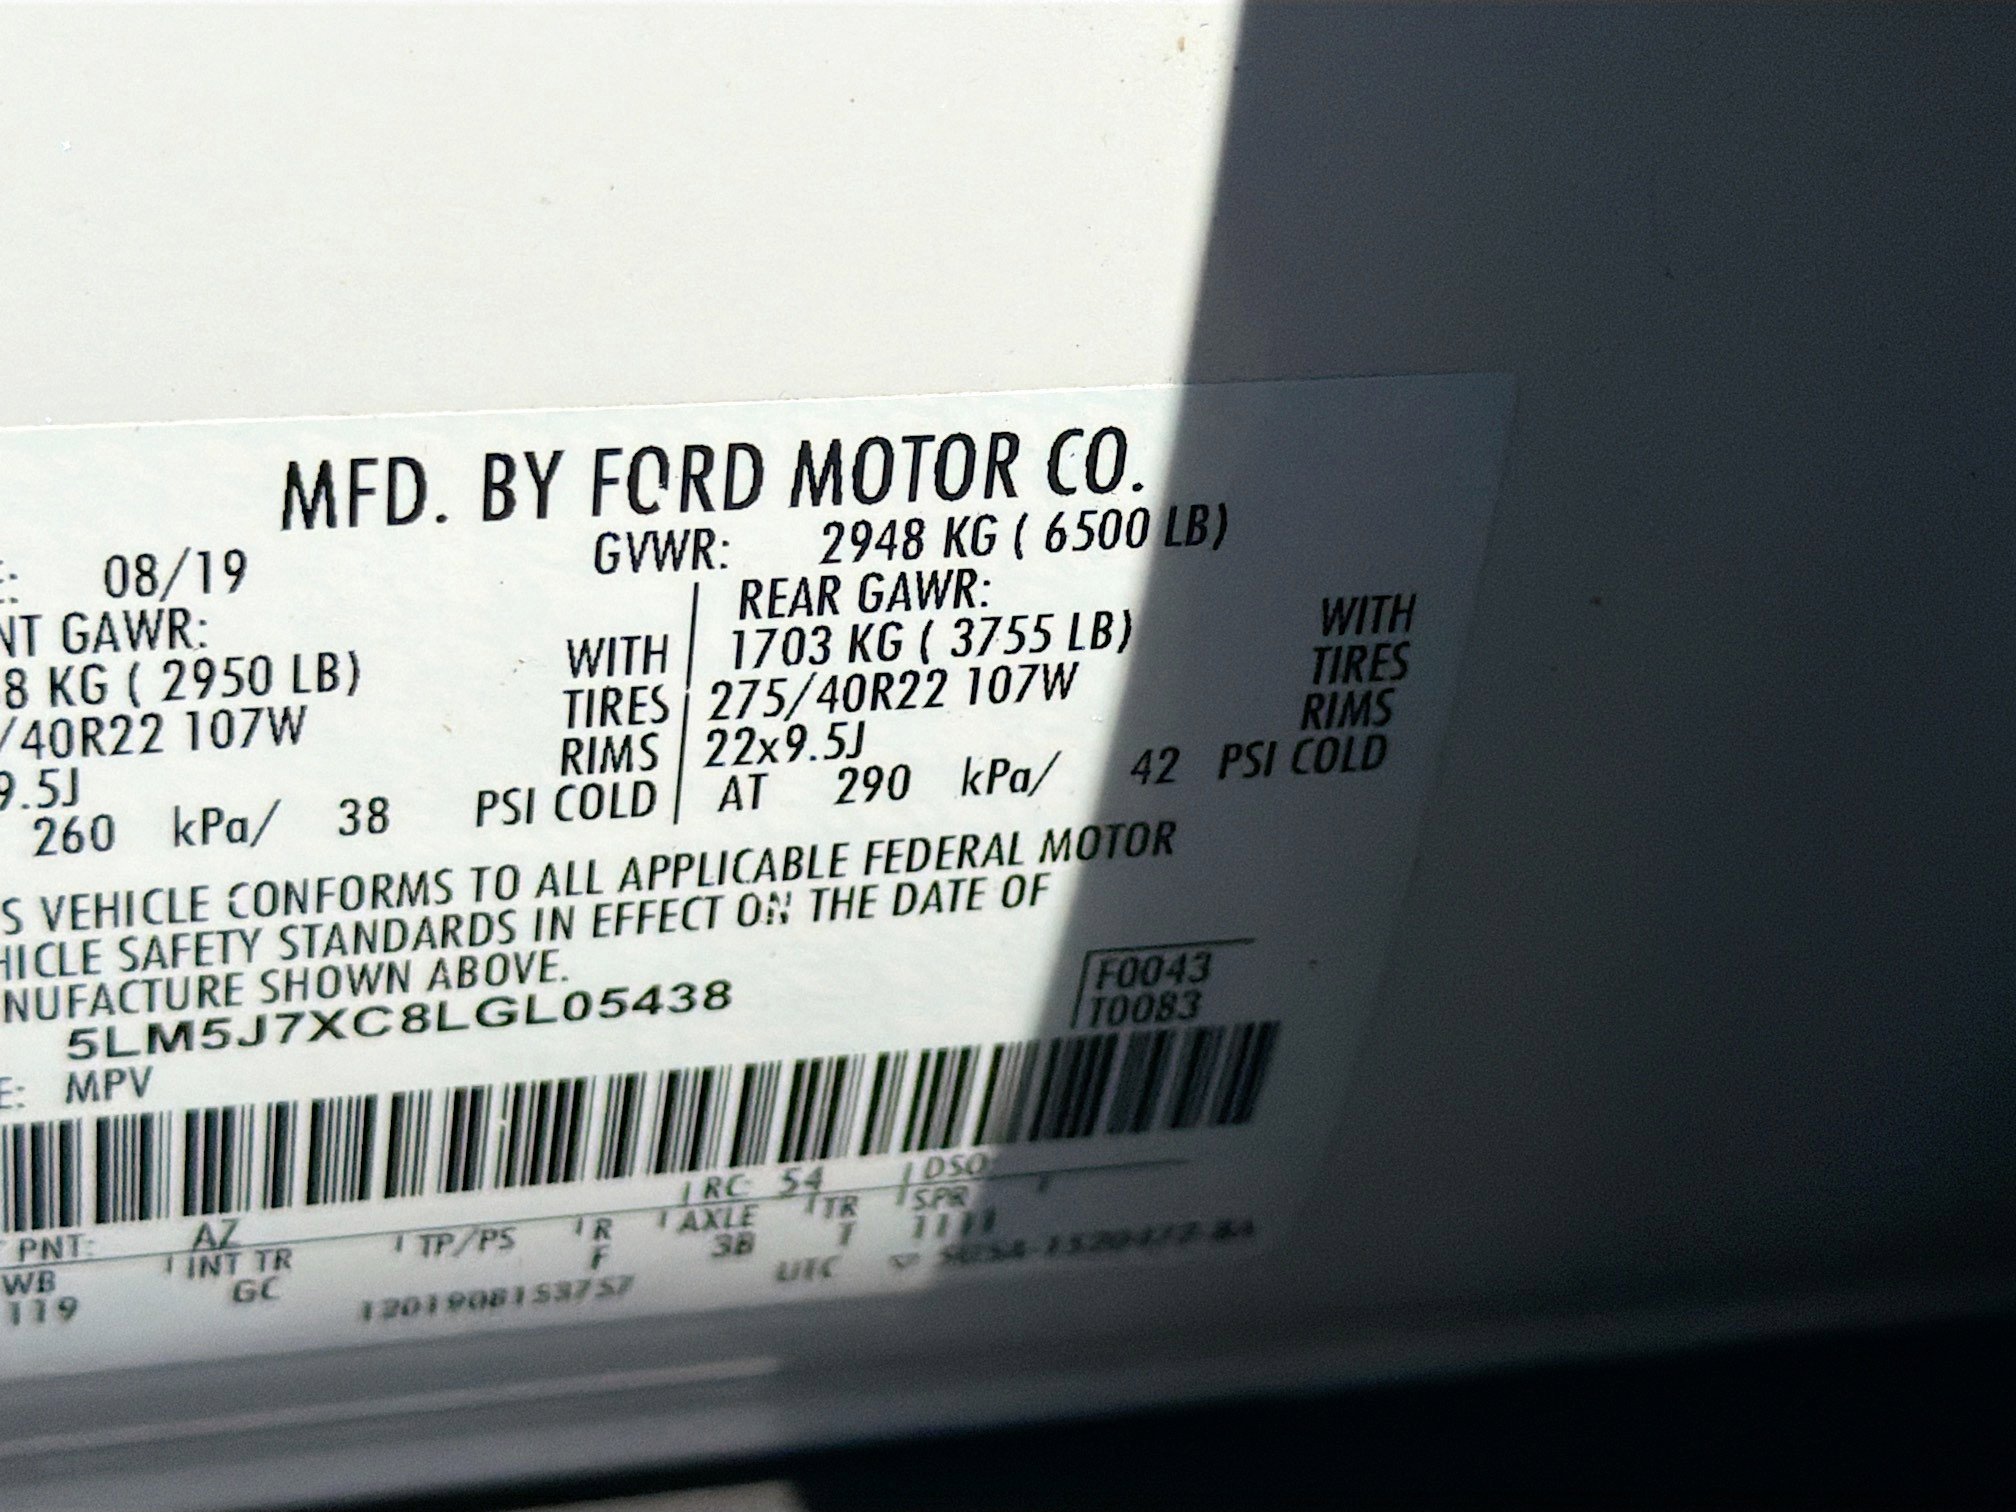 MFD. BY FORD MOTOR CO.
E: 08/19 GVWR: 2948 KG ( 6500 LB)
NT GAWR: REAR GAWR:
8 KG ( 2950 LB) WITH 1703 KG ( 3755 LB) WITH
/40R22 107W TIRES 275/40R22 107W TIRES
9.5J RIMS 22x9.5J RIMS
260 kPa/ 38 PSI COLD AT 290 kPa/ 42 PSI COLD
S VEHICLE CONFORMS TO ALL APPLICABLE FEDERAL MOTOR
HICLE SAFETY STANDARDS IN EFFECT ON THE DATE OF
NUFACTURE SHOWN ABOVE.
5LM5J7XC8LGL05438
F0043
T0083
E: MPV
PNT: AZ RC: 54 DSO:
WB INT TR TP/PS R AXLE TR SPR
119 GC F 3B T 1111
1201908153757 UTC